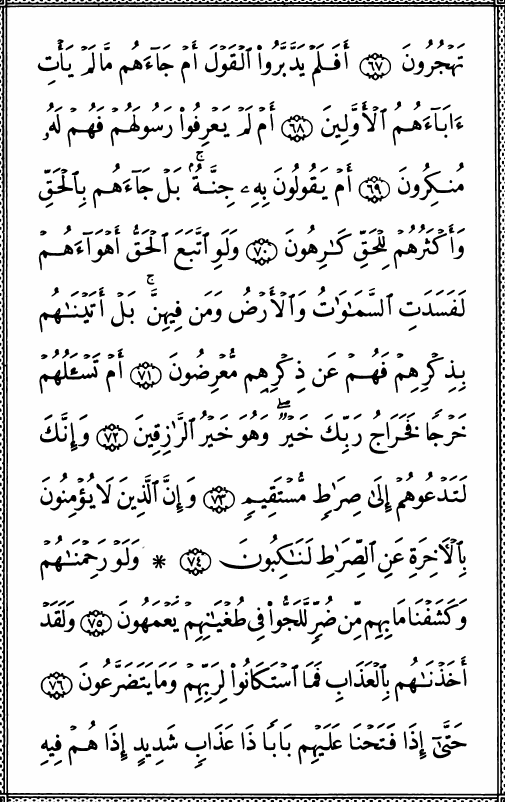 تَهْجُرُونَ ٦٧ أَفَلَمْ يَدَّبَّرُوا۟ ٱلْقَوْلَ أَمْ جَآءَهُم مَّا لَمْ يَأْتِ
ءَابَآءَهُمُ ٱلْأَوَّلِينَ ٦٨ أَمْ لَمْ يَعْرِفُوا۟ رَسُولَهُمْ فَهُمْ لَهُۥ
مُنكِرُونَ ٦٩ أَمْ يَقُولُونَ بِهِۦ جِنَّةٌۢ ۚ بَلْ جَآءَهُم بِٱلْحَقِّ
وَأَكْثَرُهُمْ لِلْحَقِّ كَـٰرِهُونَ ٧٠ وَلَوِ ٱتَّبَعَ ٱلْحَقُّ أَهْوَآءَهُمْ
لَفَسَدَتِ ٱلسَّمَـٰوَٰتُ وَٱلْأَرْضُ وَمَن فِيهِنَّ ۚ بَلْ أَتَيْنَـٰهُم
بِذِكْرِهِمْ فَهُمْ عَن ذِكْرِهِم مُّعْرِضُونَ ٧١ أَمْ تَسْـَٔلُهُمْ
خَرْجًا فَخَرَاجُ رَبِّكَ خَيْرٌ ۖ وَهُوَ خَيْرُ ٱلرَّٰزِقِينَ ٧٢ وَإِنَّكَ
لَتَدْعُوهُمْ إِلَىٰ صِرَٰطٍ مُّسْتَقِيمٍ ٧٣ وَإِنَّ ٱلَّذِينَ لَا يُؤْمِنُونَ
بِٱلْـَٔاخِرَةِ عَنِ ٱلصِّرَٰطِ لَنَـٰكِبُونَ ٧٤ * وَلَوْ رَحِمْنَـٰهُمْ
وَكَشَفْنَا مَا بِهِم مِّن ضُرٍّ لَّلَجُّوا۟ فِى طُغْيَـٰنِهِمْ يَعْمَهُونَ ٧٥ وَلَقَدْ
أَخَذْنَـٰهُم بِٱلْعَذَابِ فَمَا ٱسْتَكَانُوا۟ لِرَبِّهِمْ وَمَا يَتَضَرَّعُونَ ٧٦
حَتَّىٰٓ إِذَا فَتَحْنَا عَلَيْهِم بَابًا ذَا عَذَابٍ شَدِيدٍ إِذَا هُمْ فِيهِ